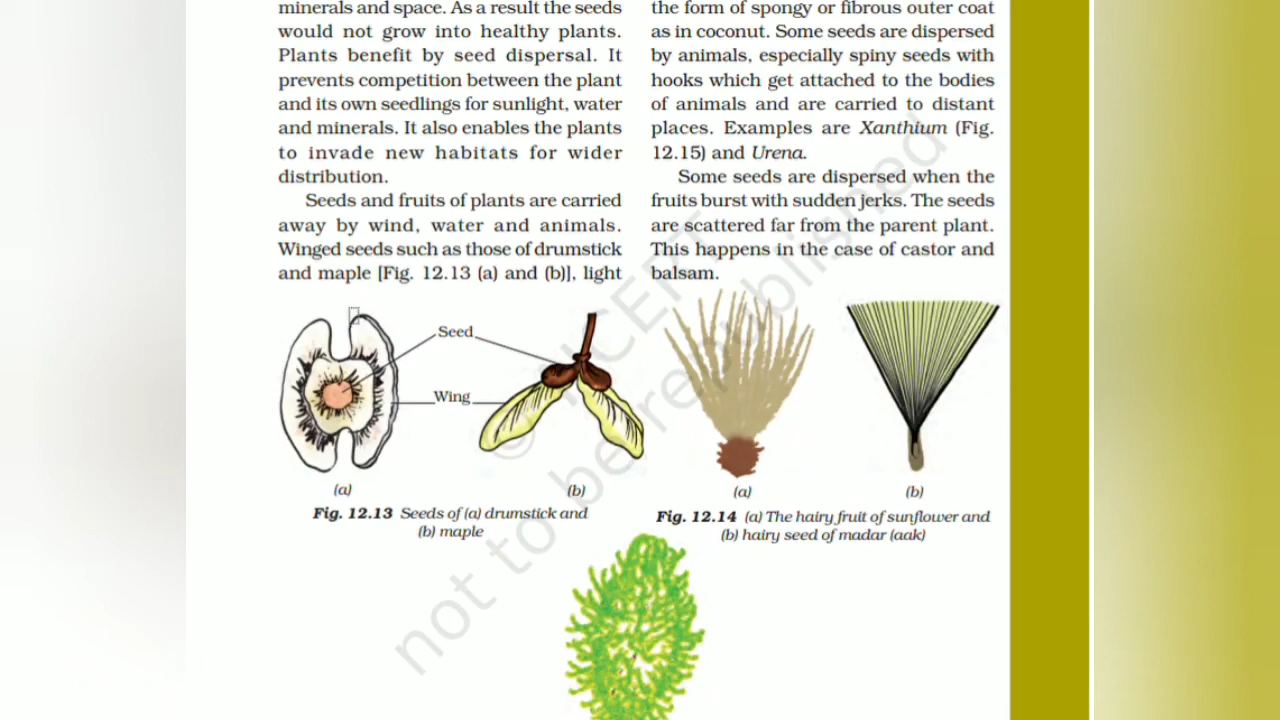 minerals and space. As a result the seeds
would not grow into healthy plants.
Plants benefit by seed dispersal. It
prevents competition between the plant
and its own seedlings for sunlight, water
and minerals. It also enables the plants
to invade new habitats for wider
distribution.
Seeds and fruits of plants are carried
away by wind, water and animals.
Winged seeds such as those of drumstick
and maple [Fig. 12.13 (a) and (b)], light
the form of spongy or fibrous outer coat
as in coconut. Some seeds are dispersed
by animals, especially spiny seeds with
hooks which get attached to the bodies
of animals and are carried to distant
places. Examples are Xanthium (Fig.
12.15) and Urena.
Some seeds are dispersed when the
fruits burst with sudden jerks. The seeds
are scattered far from the parent plant.
This happens in the case of castor and
balsam.
Seed
Wing
(a)
(b)
Fig. 12.13 Seeds of (a) drumstick and
(b) maple
(a)
(b)
Fig. 12.14 (a) The hairy fruit of sunflower and
(b) hairy seed of madar (aak)
© NCERT
not to be republished